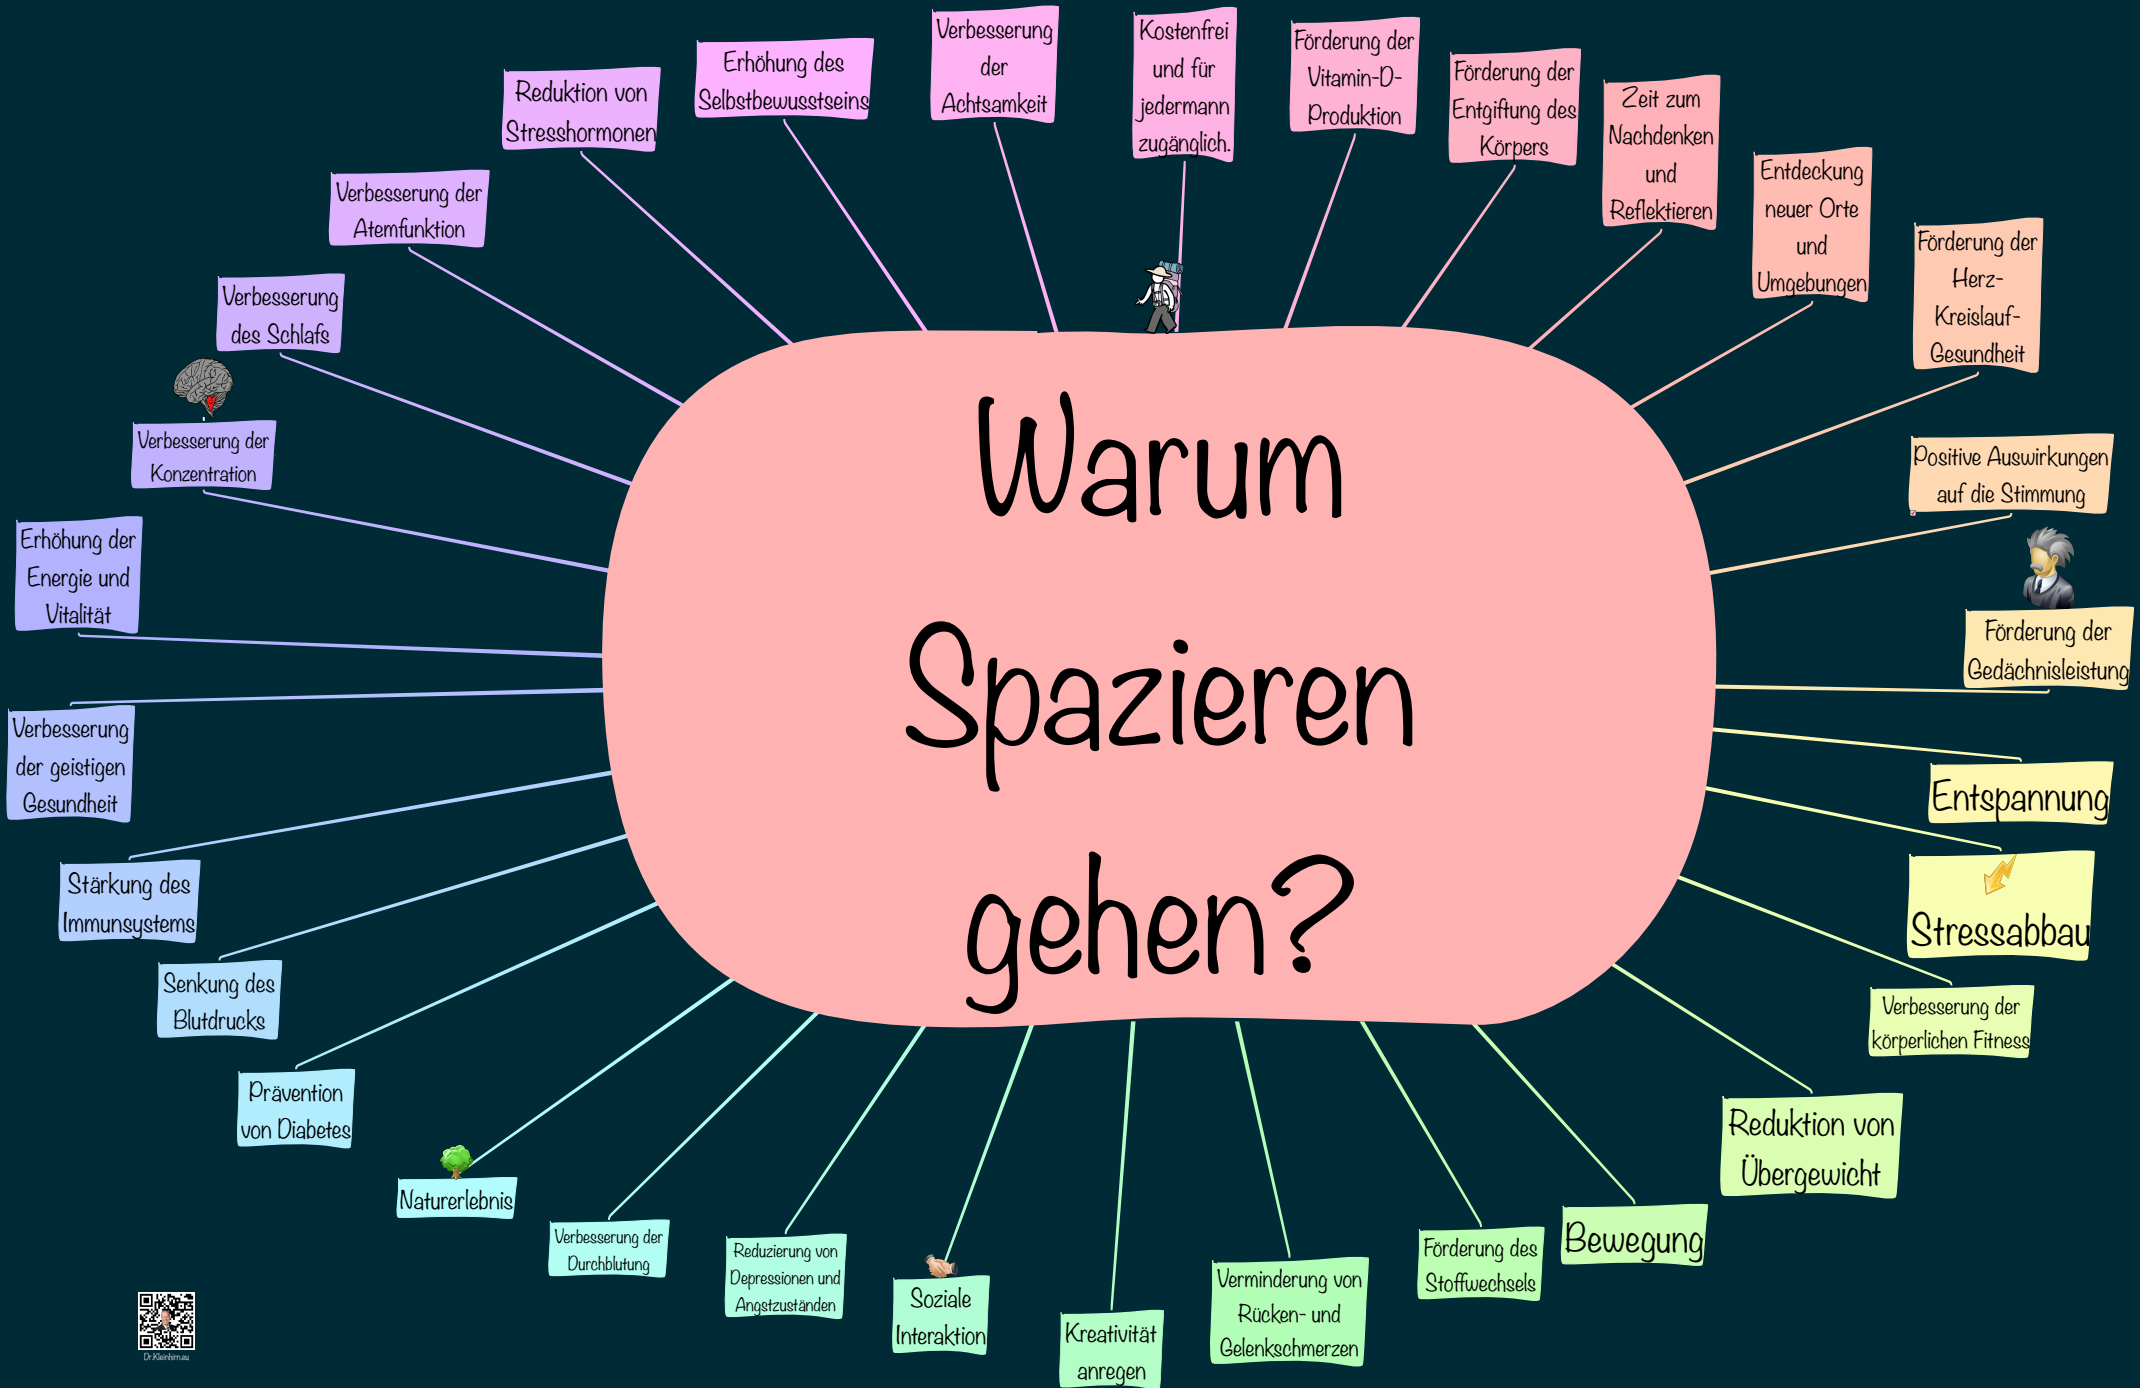 Warum
Spazieren
gehen?
Kostenfrei
und für
jedermann
zugänglich.
Förderung der
Vitamin-D-
Produktion
Förderung der
Entgiftung des
Körpers
Zeit zum
Nachdenken
und
Reflektieren
Entdeckung
neuer Orte
und
Umgebungen
Förderung der
Herz-
Kreislauf-
Gesundheit
Positive Auswirkungen
auf die Stimmung
Förderung der
Gedächnisleistung
Entspannung
Stressabbau
Verbesserung der
körperlichen Fitness
Reduktion von
Übergewicht
Bewegung
Förderung des
Stoffwechsels
Verminderung von
Rücken- und
Gelenkschmerzen
Kreativität
anregen
Soziale
Interaktion
Reduzierung von
Depressionen und
Angstzuständen
Verbesserung der
Durchblutung
Naturerlebnis
Prävention
von Diabetes
Senkung des
Blutdrucks
Stärkung des
Immunsystems
Verbesserung
der geistigen
Gesundheit
Erhöhung der
Energie und
Vitalität
Verbesserung der
Konzentration
Verbesserung
des Schlafs
Verbesserung der
Atemfunktion
Reduktion von
Stresshormonen
Erhöhung des
Selbstbewusstseins
Verbesserung
der
Achtsamkeit
Dr.Kleinhirn.eu